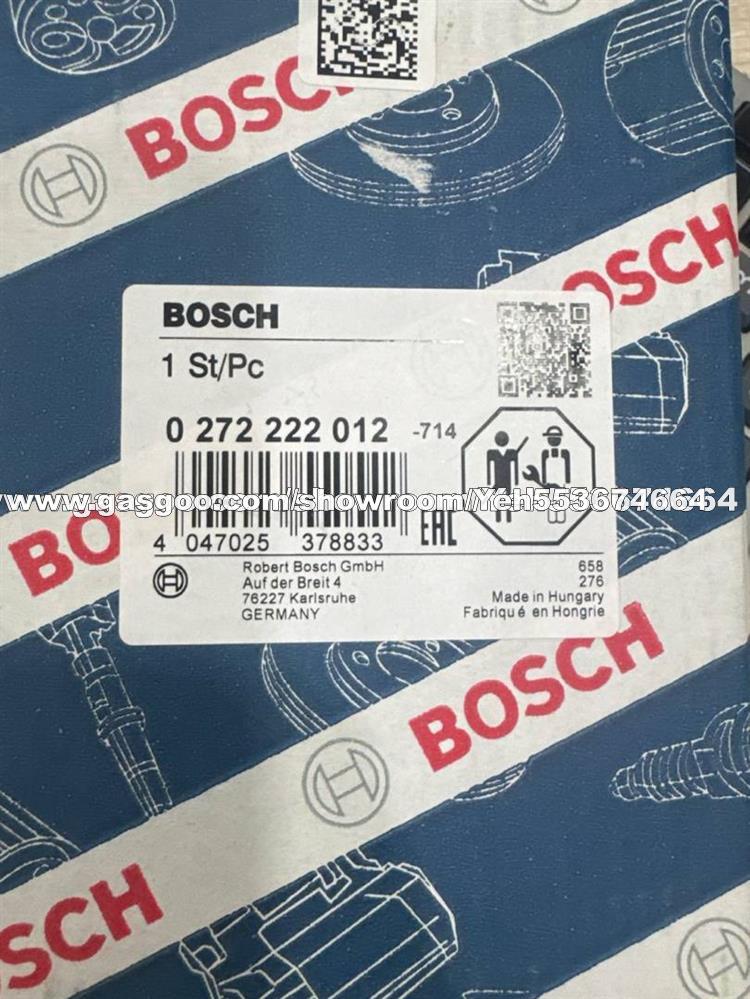 BOSCH
BOSCH
BOSCH
1 St/Pc
0 272 222 012 -714
www.gasgoo.com/showroom/Yeh5536746664
BO
4 047025 378833
EAC
Robert Bosch GmbH
Auf der Breit 4
76227 Karlsruhe
GERMANY
658
276
Made in Hungary
Fabriqué en Hongrie
BOSCH
BOSCH